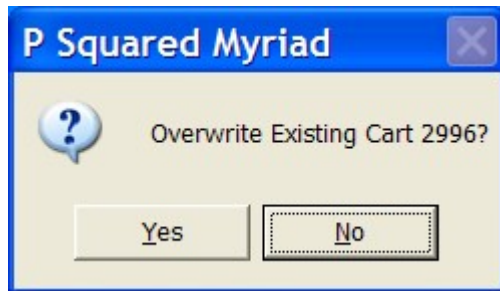 P Squared Myriad
Overwrite Existing Cart 2996?
Yes No